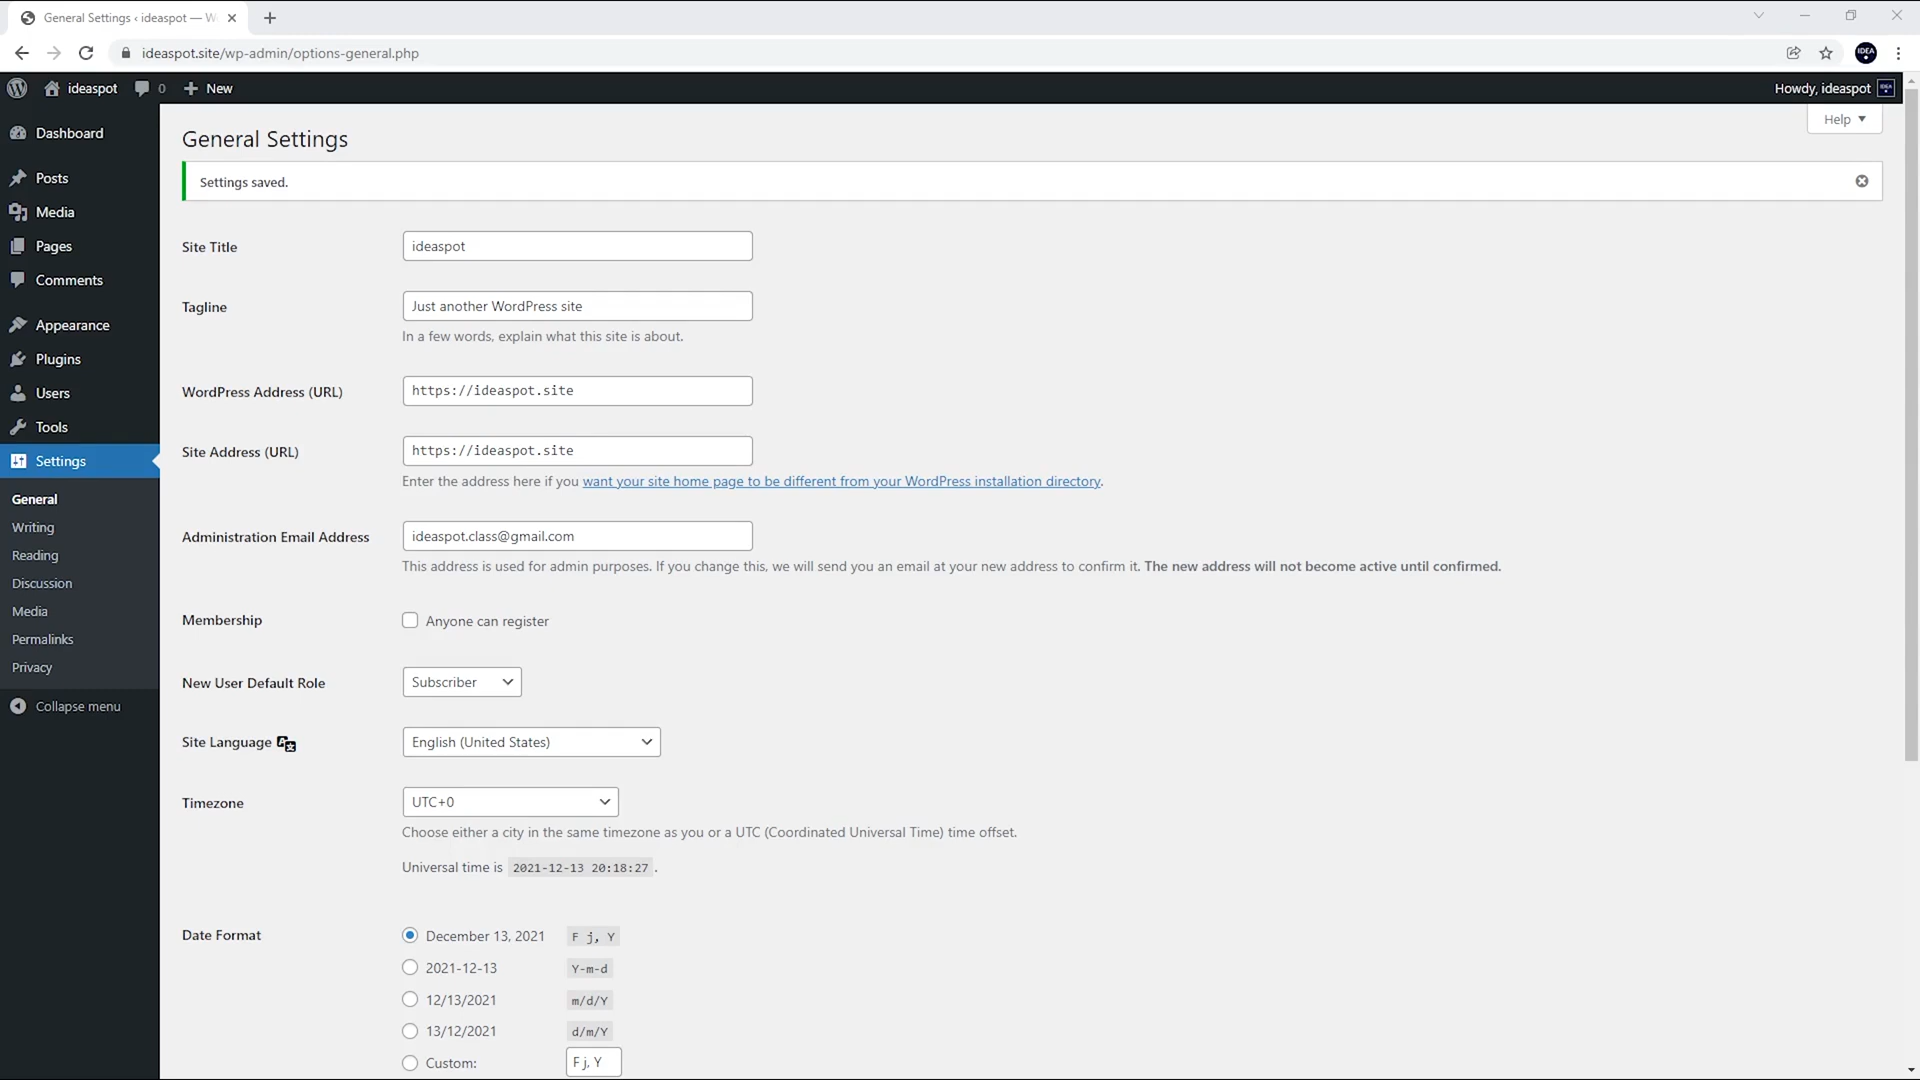 General Settings ‹ ideaspot — W
ideaspot.site/wp-admin/options-general.php
IDEA
ideaspot
0
New
Howdy, ideaspot
Help
Dashboard
Posts
Media
Pages
Comments
Appearance
Plugins
Users
Tools
Settings
General
Writing
Reading
Discussion
Media
Permalinks
Privacy
Collapse menu
General Settings
Settings saved.
Site Title
ideaspot
Tagline
Just another WordPress site
In a few words, explain what this site is about.
WordPress Address (URL)
https://ideaspot.site
Site Address (URL)
https://ideaspot.site
Enter the address here if you want your site home page to be different from your WordPress installation directory.
Administration Email Address
ideaspot.class@gmail.com
This address is used for admin purposes. If you change this, we will send you an email at your new address to confirm it. The new address will not become active until confirmed.
Membership
Anyone can register
New User Default Role
Subscriber
Site Language
English (United States)
Timezone
UTC+0
Choose either a city in the same timezone as you or a UTC (Coordinated Universal Time) time offset.
Universal time is 2021-12-13 20:18:27 .
Date Format
December 13, 2021 F j, Y
2021-12-13 Y-m-d
12/13/2021 m/d/Y
13/12/2021 d/m/Y
Custom: F j, Y